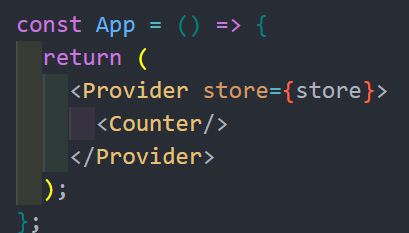 const App = () => {
  return (
    <Provider store={store}>
      <Counter/>
    </Provider>
  );
};